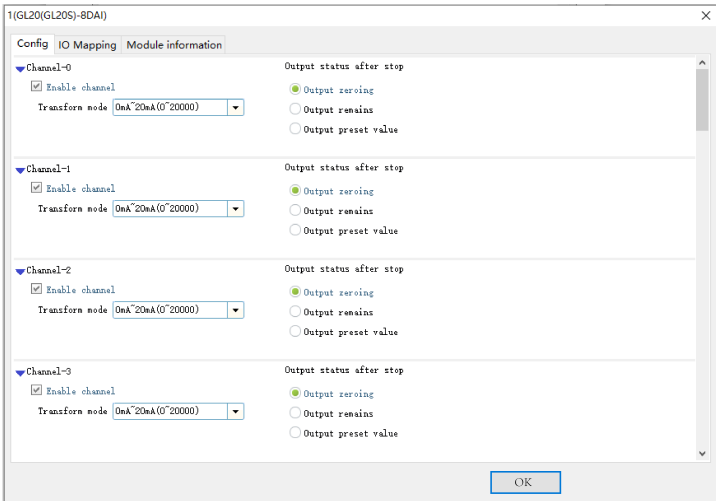 1(GL20(GL20S)-8DAI)
Config IO Mapping Module information
Channel-0 Output status after stop
Enable channel Output zeroing
Transform mode 0mA~20mA(0~20000) Output remains
Output preset value
Channel-1 Output status after stop
Enable channel Output zeroing
Transform mode 0mA~20mA(0~20000) Output remains
Output preset value
Channel-2 Output status after stop
Enable channel Output zeroing
Transform mode 0mA~20mA(0~20000) Output remains
Output preset value
Channel-3 Output status after stop
Enable channel Output zeroing
Transform mode 0mA~20mA(0~20000) Output remains
Output preset value
OK